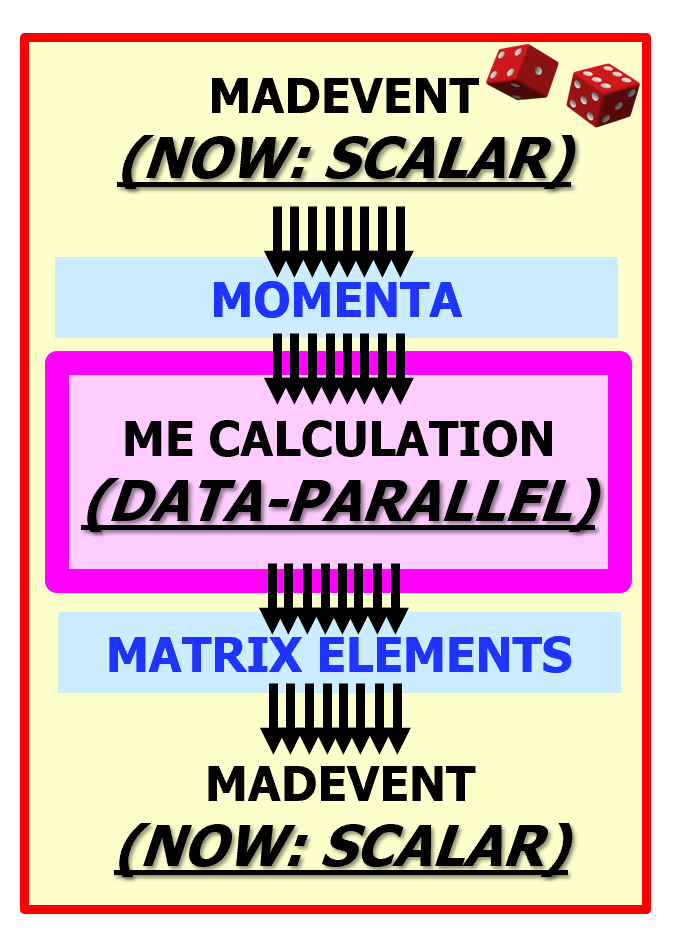 MADEVENT
(NOW: SCALAR)
MOMENTA
ME CALCULATION
(DATA-PARALLEL)
MATRIX ELEMENTS
MADEVENT
(NOW: SCALAR)